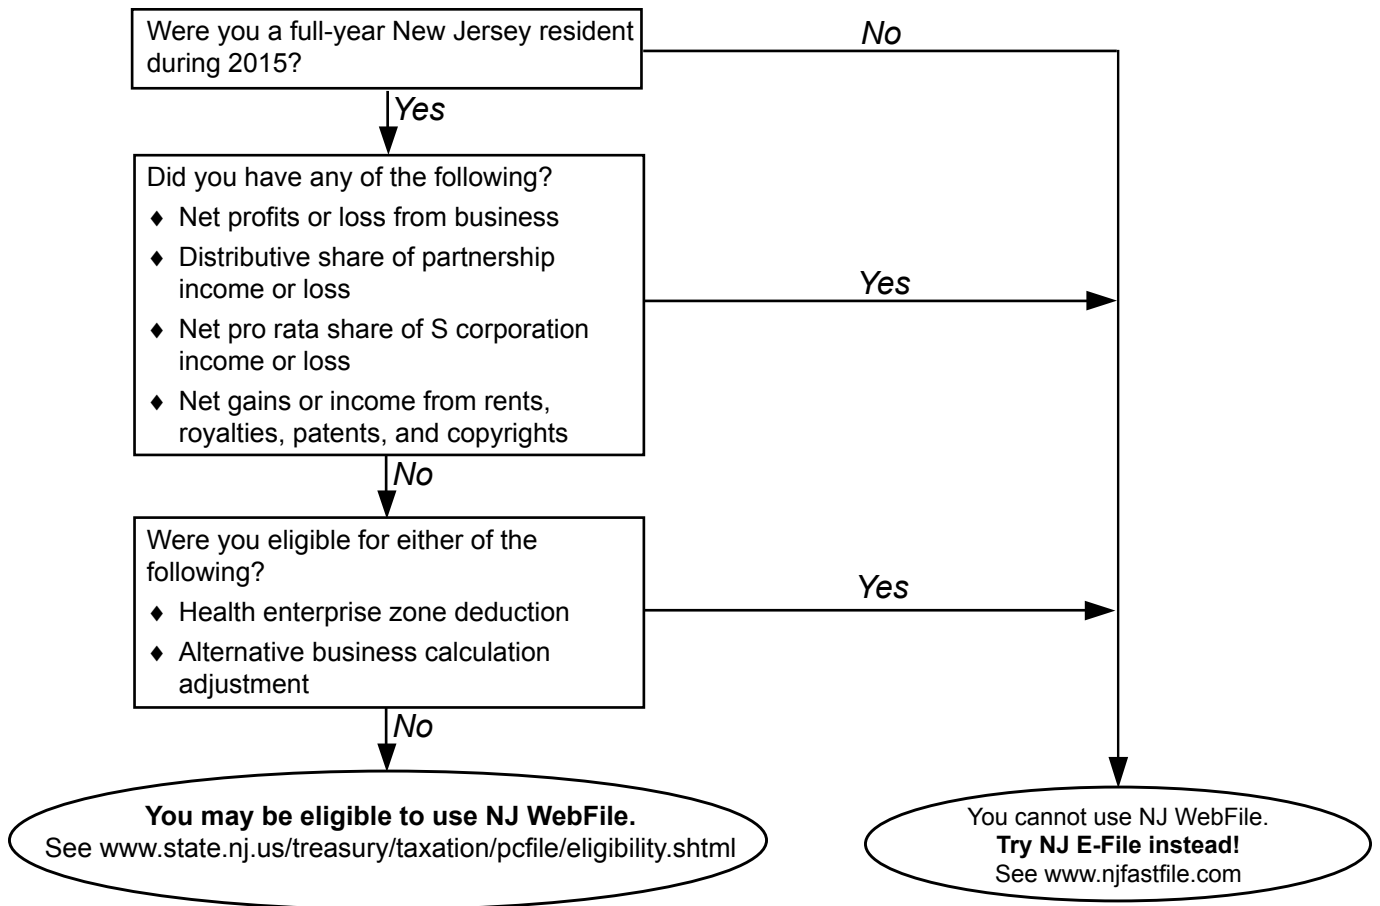 Were you a full-year New Jersey resident
during 2015?
No
Yes
Did you have any of the following?
♦ Net profits or loss from business
♦ Distributive share of partnership
income or loss
♦ Net pro rata share of S corporation
income or loss
♦ Net gains or income from rents,
royalties, patents, and copyrights
Yes
No
Were you eligible for either of the
following?
♦ Health enterprise zone deduction
♦ Alternative business calculation
adjustment
Yes
No
You may be eligible to use NJ WebFile.
See www.state.nj.us/treasury/taxation/pcfile/eligibility.shtml
You cannot use NJ WebFile.
Try NJ E-File instead!
See www.njfastfile.com